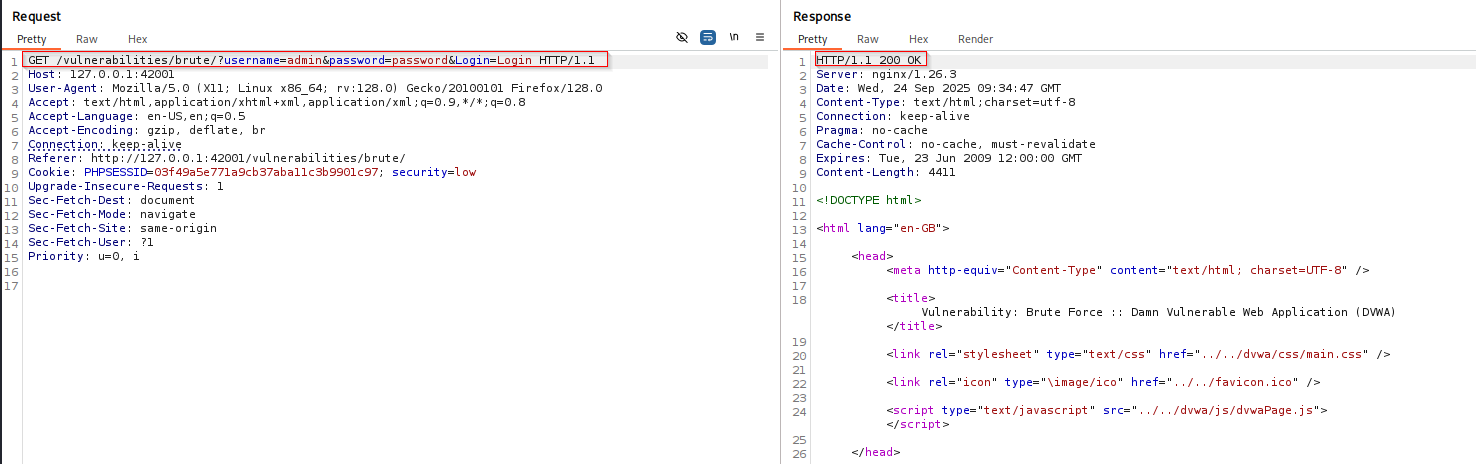 Request
Pretty Raw Hex
\n
1 GET /vulnerabilities/brute/?username=admin&password=password&Login=Login HTTP/1.1
2 Host: 127.0.0.1:42001
3 User-Agent: Mozilla/5.0 (X11; Linux x86_64; rv:128.0) Gecko/20100101 Firefox/128.0
4 Accept: text/html,application/xhtml+xml,application/xml;q=0.9,*/*;q=0.8
5 Accept-Language: en-US,en;q=0.5
6 Accept-Encoding: gzip, deflate, br
7 Connection: keep-alive
8 Referer: http://127.0.0.1:42001/vulnerabilities/brute/
9 Cookie: PHPSESSID=03f49a5e771a9cb37aba11c3b9901c97; security=low
10 Upgrade-Insecure-Requests: 1
11 Sec-Fetch-Dest: document
12 Sec-Fetch-Mode: navigate
13 Sec-Fetch-Site: same-origin
14 Sec-Fetch-User: ?1
15 Priority: u=0, i
16
17
Response
Pretty Raw Hex Render
1 HTTP/1.1 200 OK
2 Server: nginx/1.26.3
3 Date: Wed, 24 Sep 2025 09:34:47 GMT
4 Content-Type: text/html;charset=utf-8
5 Connection: keep-alive
6 Pragma: no-cache
7 Cache-Control: no-cache, must-revalidate
8 Expires: Tue, 23 Jun 2009 12:00:00 GMT
9 Content-Length: 4411
10
11 <!DOCTYPE html>
12
13 <html lang="en-GB">
14
15 <head>
16 <meta http-equiv="Content-Type" content="text/html; charset=UTF-8" />
17
18 <title>
Vulnerability: Brute Force :: Damn Vulnerable Web Application (DVWA)
</title>
19
20 <link rel="stylesheet" type="text/css" href="../../dvwa/css/main.css" />
21
22 <link rel="icon" type="\image/ico" href="../../favicon.ico" />
23
24 <script type="text/javascript" src="../../dvwa/js/dvwaPage.js">
</script>
25
26 </head>